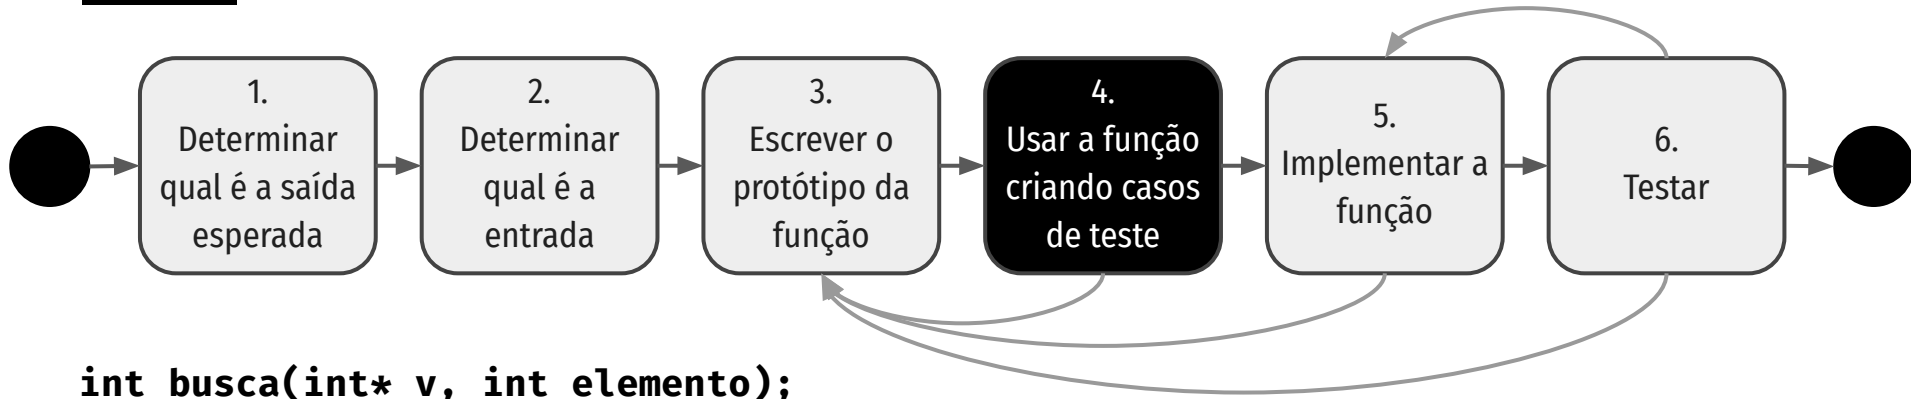 1.
Determinar
qual é a saída
esperada
2.
Determinar
qual é a
entrada
3.
Escrever o
protótipo da
função
4.
Usar a função
criando casos
de teste
5.
Implementar a
função
6.
Testar
int busca(int* v, int elemento);